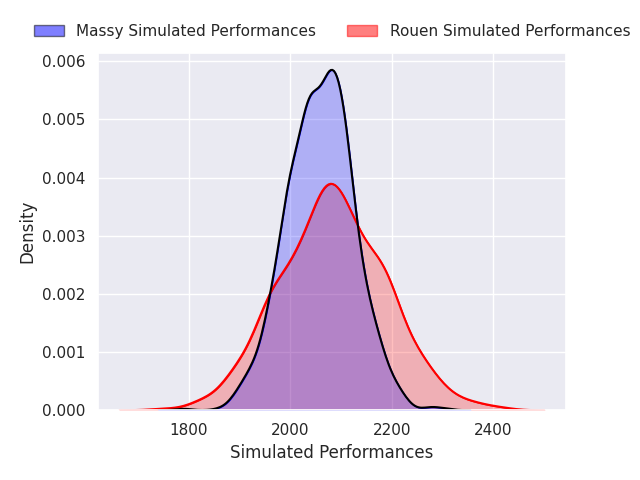 Massy Simulated Performances
Rouen Simulated Performances
0.006
0.005
0.004
0.003
0.002
0.001
0.000
Density
1800
2000
2200
2400
Simulated Performances